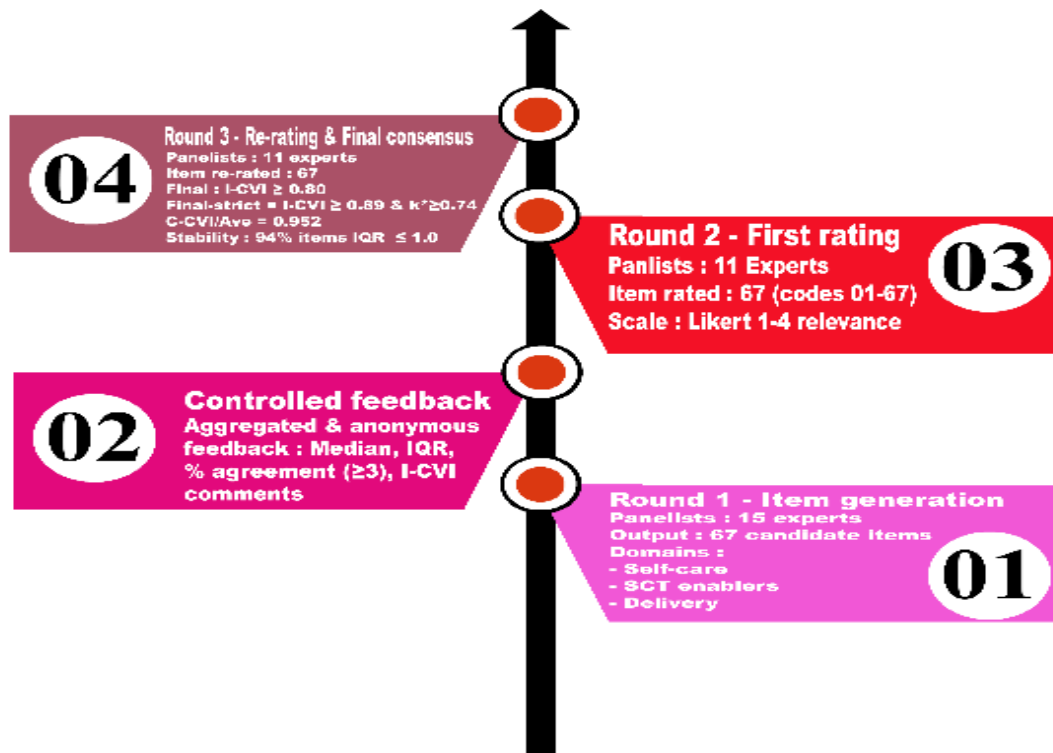 04
Round 3 - Re-rating & Final consensus
Panelists : 11 experts
Item re-rated : 67
Final : I-CVI ≥ 0.80
Final-strict = I-CVI ≥ 0.89 & k*≥0.74
C-CVI/Ave = 0.952
Stability : 94% items IQR ≤ 1.0
Round 2 - First rating
Panlists : 11 Experts
Item rated : 67 (codes 01-67)
Scale : Likert 1-4 relevance
03
02
Controlled feedback
Aggregated & anonymous
feedback : Median, IQR,
% agreement (≥3), I-CVI
comments
Round 1 - Item generation
Panelists : 15 experts
Output : 67 candidate items
Domains :
- Self-care
- SCT enablers
- Delivery
01